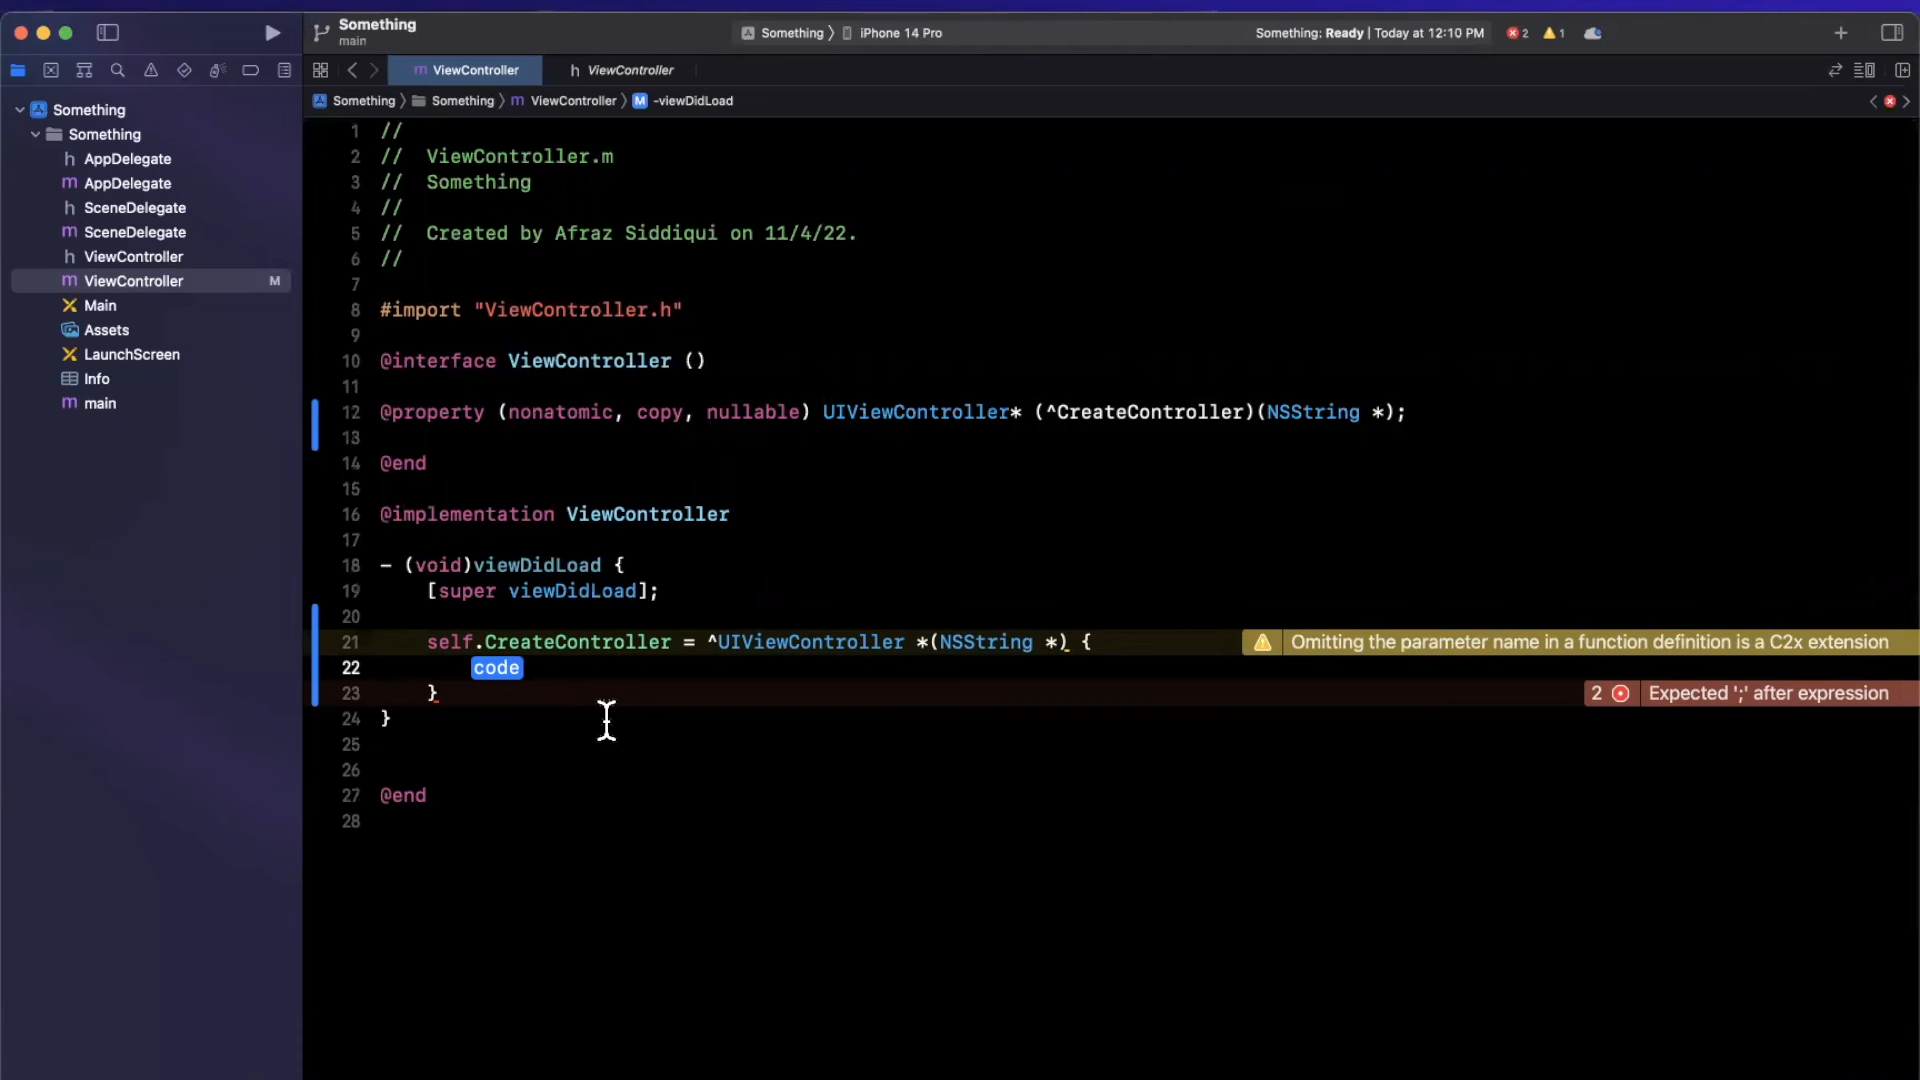 Something
main
Something 〉 iPhone 14 Pro
Something: Ready | Today at 12:10 PM
2
1
ViewController
ViewController
Something 〉 Something 〉 m ViewController 〉 M -viewDidLoad
Something
Something
h AppDelegate
m AppDelegate
h SceneDelegate
m SceneDelegate
h ViewController
m ViewController M
Main
Assets
LaunchScreen
Info
m main
1 //
2 //  ViewController.m
3 //  Something
4 //
5 //  Created by Afraz Siddiqui on 11/4/22.
6 //
7
8 #import "ViewController.h"
9
10 @interface ViewController ()
11
12 @property (nonatomic, copy, nullable) UIViewController* (^CreateController)(NSString *);
13
14 @end
15
16 @implementation ViewController
17
18 - (void)viewDidLoad {
19     [super viewDidLoad];
20
21     self.CreateController = ^UIViewController *(NSString *) { Omitting the parameter name in a function definition is a C2x extension
22         code
23     } 2 Expected ';' after expression
24 }
25
26
27 @end
28